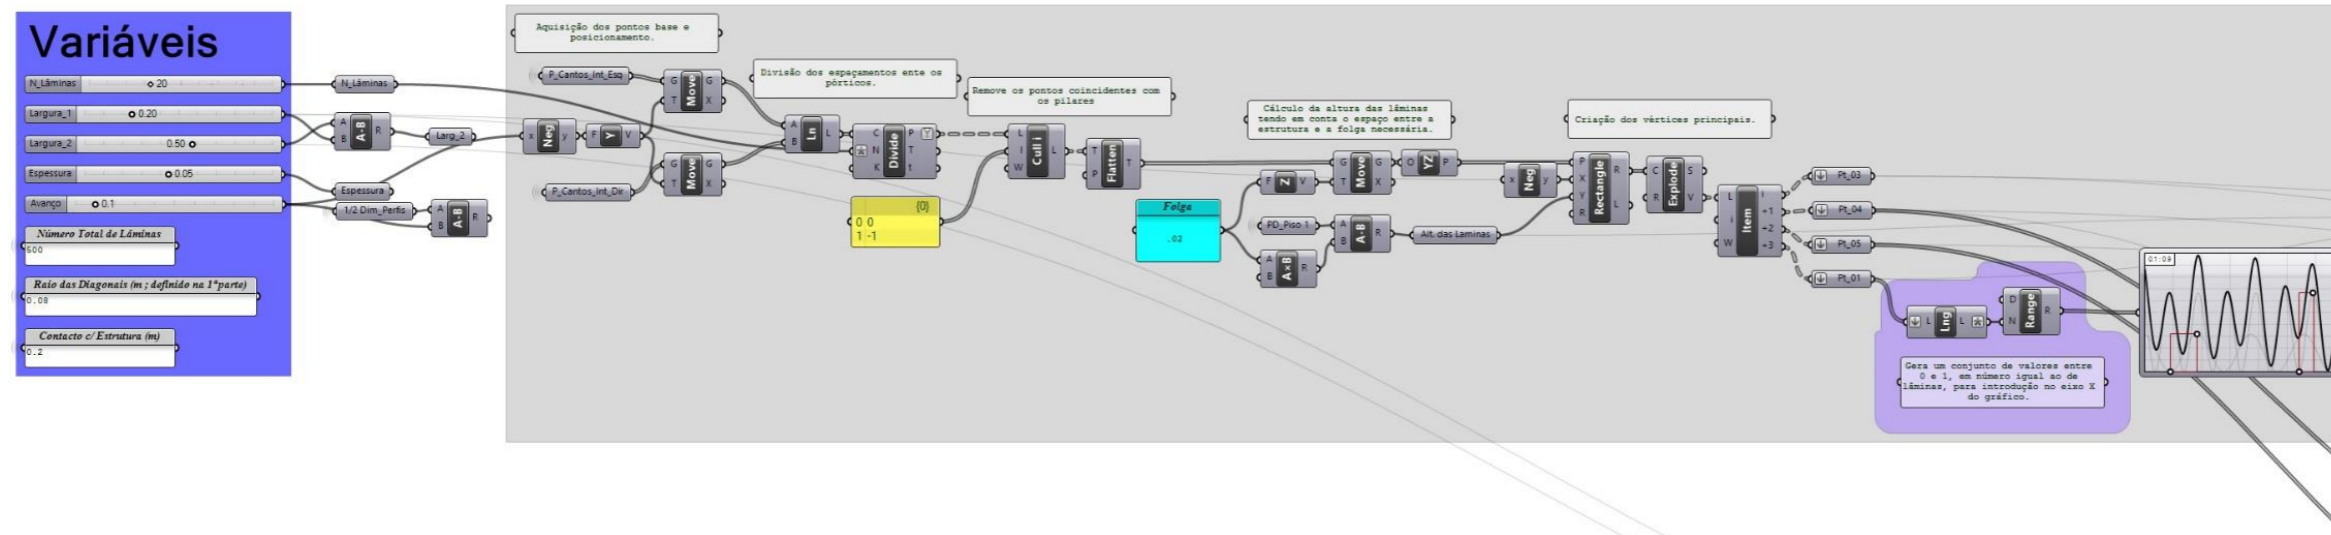 Variáveis
N_Lâminas
20
Largura_1
0.20
Largura_2
0.50
Espessura
0.05
Avanço
0.1
Número Total de Lâminas
500
Raio das Diagonais (m ; definido na 1ªparte)
0.08
Contacto c/ Estrutura (m)
0.2
N_Lâminas
A
B
A-B
R
Larg_2
Espessura
1/2 Dim_Perfis
A
B
A-B
R
Aquisição dos pontos base e
posicionamento.
P_Cantos_Int_Esq
G
T
Move
G
X
x
Neg
y
F
Y
V
P_Cantos_Int_Dir
G
T
Move
G
X
Divisão dos espaçamentos ente os
pórticos.
A
B
Ln
L
C
N
K
Divide
P
T
t
{0}
0 0
1 -1
Remove os pontos coincidentes com
os pilares
L
I
W
Cull i
L
T
P
Flatten
T
Cálculo da altura das lâminas
tendo em conta o espaço entre a
estrutura e a folga necessária.
Folga
.02
F
Z
V
G
T
Move
G
X
O
YZ
P
PD_Piso 1
A
B
A-B
R
A
B
A×B
R
Alt. das Laminas
Criação dos vértices principais.
x
Neg
y
P
X
Y
R
Rectangle
R
L
C
R
Explode
S
V
L
i
W
Item
i
+1
+2
+3
Pt_03
Pt_04
Pt_05
Pt_01
L
Lng
L
D
N
Range
R
Gera um conjunto de valores entre
0 e 1, em número igual ao de
lâminas, para introdução no eixo X
do gráfico.
01:09